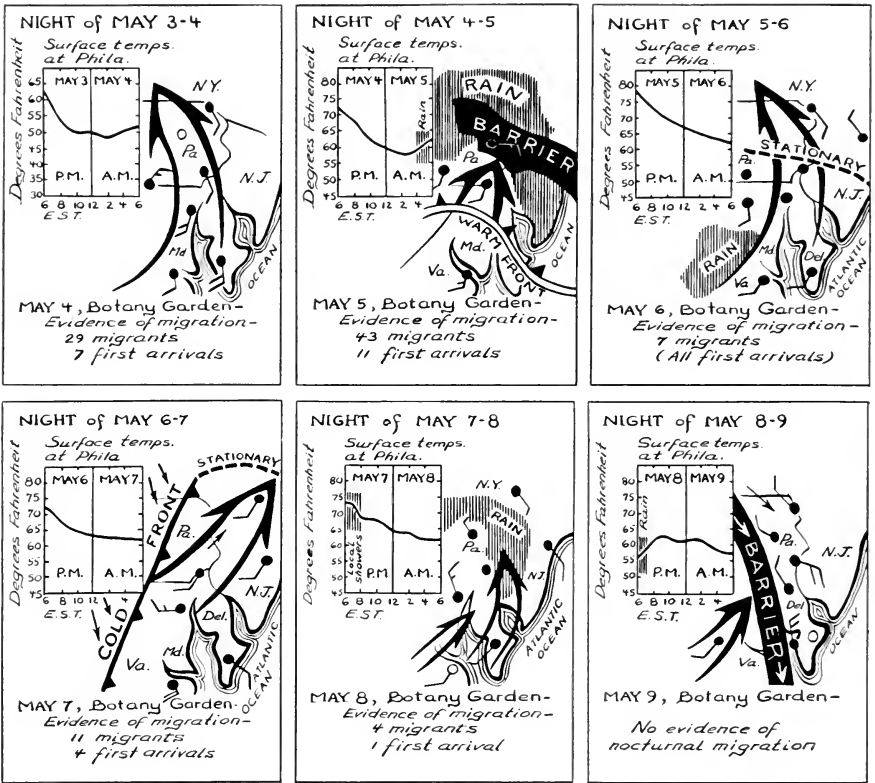 NIGHT of MAY 3-4
Surface temps.
at Phila.
Degrees Fahrenheit
MAY 3 MAY 4
65
60
55
50
45
40
35
30
P.M. A.M.
6 8 10 12 2 4 6
E.S.T.
N.Y.
Pa.
N.J.
Md.
OCEAN
MAY 4, Botany Garden-
Evidence of migration-
29 migrants
7 first arrivals
NIGHT of MAY 4-5
Surface temps.
at Phila.
Degrees Fahrenheit
MAY 4 MAY 5
80
75
70
65
60
55
50
45
Rain
P.M. A.M.
6 8 10 12 2 4 6
E.S.T.
RAIN
BARRIER
Pa.
WARM FRONT
Md.
Va.
OCEAN
MAY 5, Botany Garden-
Evidence of migration-
43 migrants
11 first arrivals
NIGHT of MAY 5-6
Surface temps.
at Phila.
Degrees Fahrenheit
MAY 5 MAY 6
80
75
70
65
60
55
50
45
P.M. A.M.
6 8 10 12 2 4 6
E.S.T.
N.Y.
STATIONARY
Pa.
N.J.
RAIN
Md.
Del.
Va.
ATLANTIC
OCEAN
MAY 6, Botany Garden-
Evidence of migration-
7 migrants
(All first arrivals)
NIGHT of MAY 6-7
Surface temps.
at Phila
Degrees Fahrenheit
MAY 6 MAY 7
80
75
70
65
60
55
50
45
P.M. A.M.
6 8 10 12 2 4 6
E.S.T.
STATIONARY
COLD FRONT
Pa.
N.J.
Del.
Md.
Va.
ATLANTIC
OCEAN
MAY 7, Botany Garden-
Evidence of migration-
11 migrants
4 first arrivals
NIGHT of MAY 7-8
Surface temps.
at Phila.
Degrees Fahrenheit
MAY 7 MAY 8
80
75
70
65
60
55
50
45
Local
showers
P.M A.M.
6 8 10 12 2 4 6
E.S.T.
N.Y.
RAIN
Pa.
N.J.
ATLANTIC
OCEAN
MAY 8, Botany Garden-
Evidence of migration-
4 migrants
1 first arrival
NIGHT of MAY 8-9
Surface temps.
at Phila.
Degrees Fahrenheit
MAY 8 MAY 9
80
75
70
65
60
55
50
45
Rain
P.M. A.M.
6 8 10 12 2 4 6
E.S.T.
BARRIER
Pa.
N.J.
Del.
Va.
OCEAN
MAY 9, Botany Garden-
No evidence of
nocturnal migration